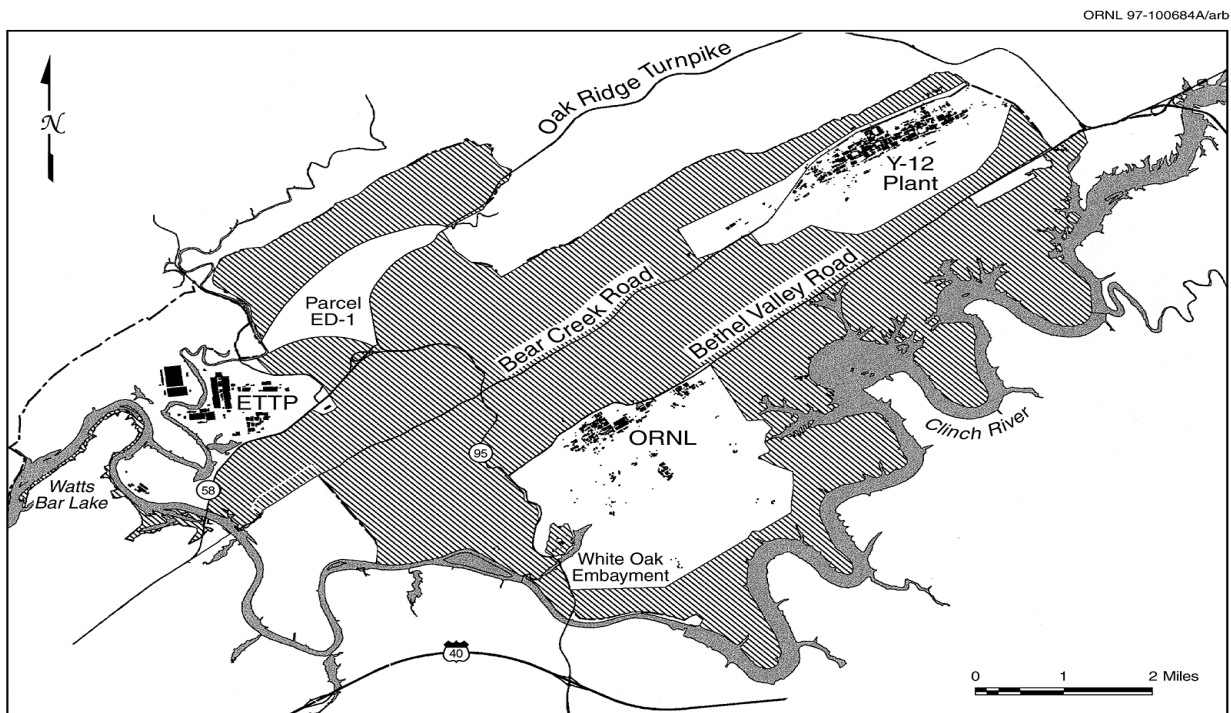 ORNL 97-100684A/arb
N
Oak Ridge Turnpike
Y-12
Plant
Parcel
ED-1
Bear Creek Road
Bethel Valley Road
ETTP
ORNL
Clinch River
95
58
Watts
Bar Lake
White Oak
Embayment
40
0 1 2 Miles